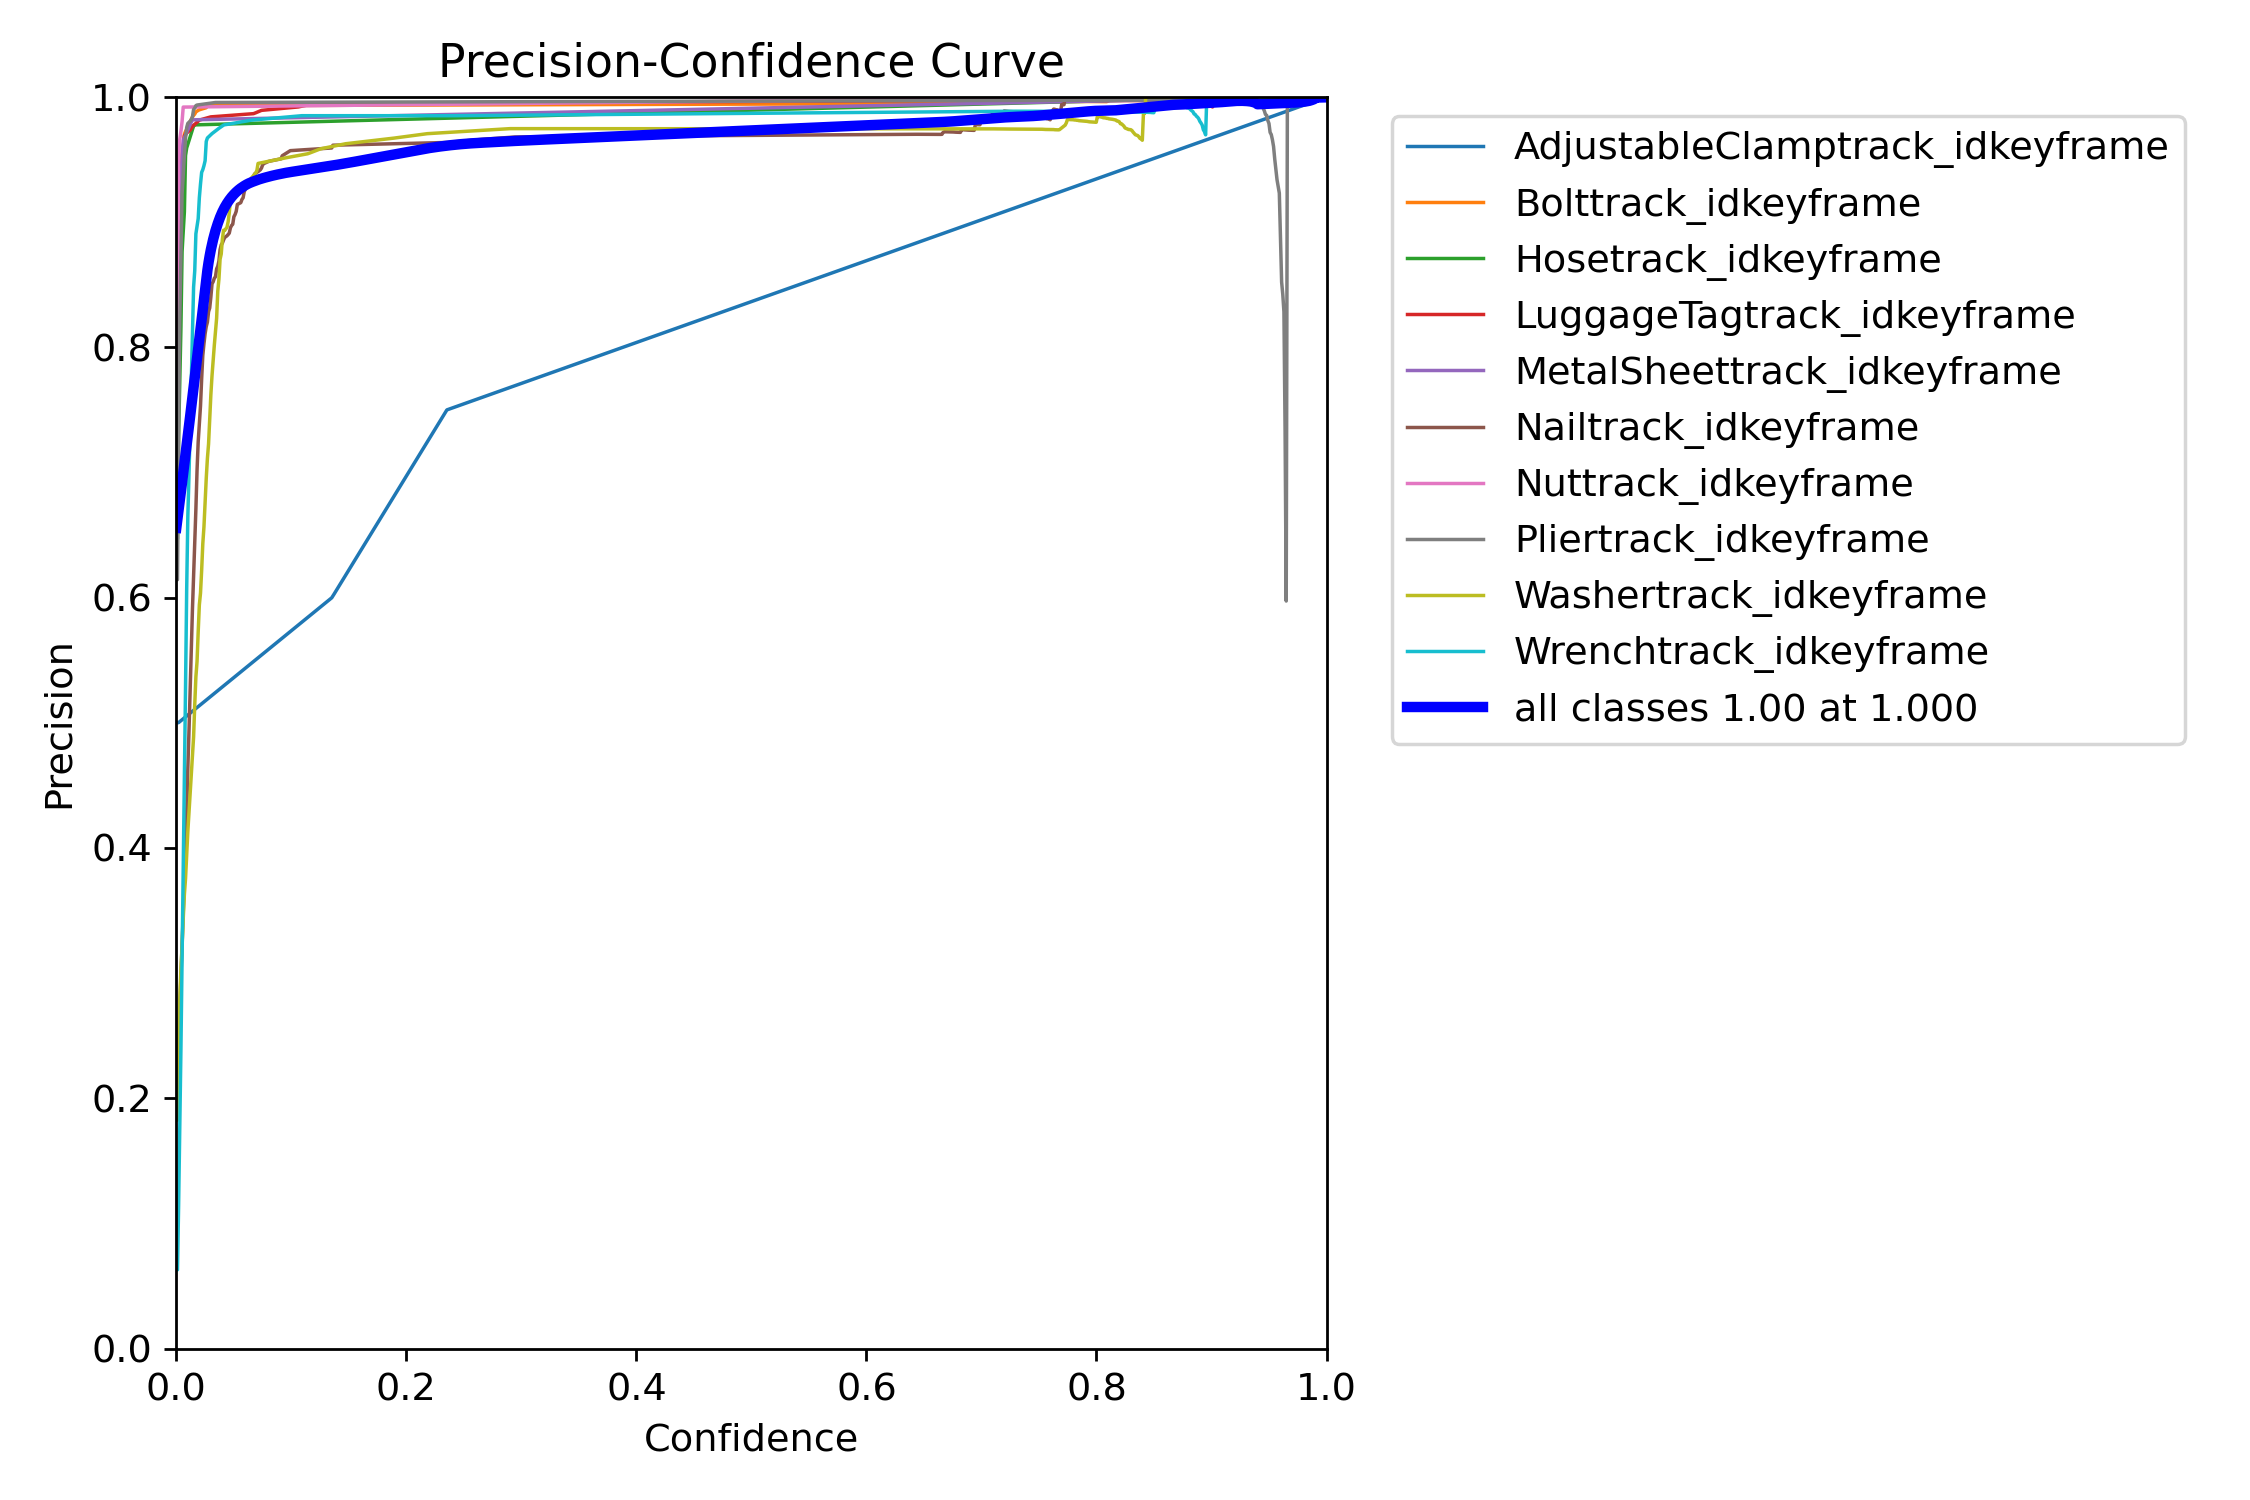 Precision-Confidence Curve
1.0
0.8
0.6
0.4
0.2
0.0
Precision
0.0 0.2 0.4 0.6 0.8 1.0
Confidence
AdjustableClamptrack_idkeyframe
Bolttrack_idkeyframe
Hosetrack_idkeyframe
LuggageTagtrack_idkeyframe
MetalSheettrack_idkeyframe
Nailtrack_idkeyframe
Nuttrack_idkeyframe
Pliertrack_idkeyframe
Washertrack_idkeyframe
Wrenchtrack_idkeyframe
all classes 1.00 at 1.000